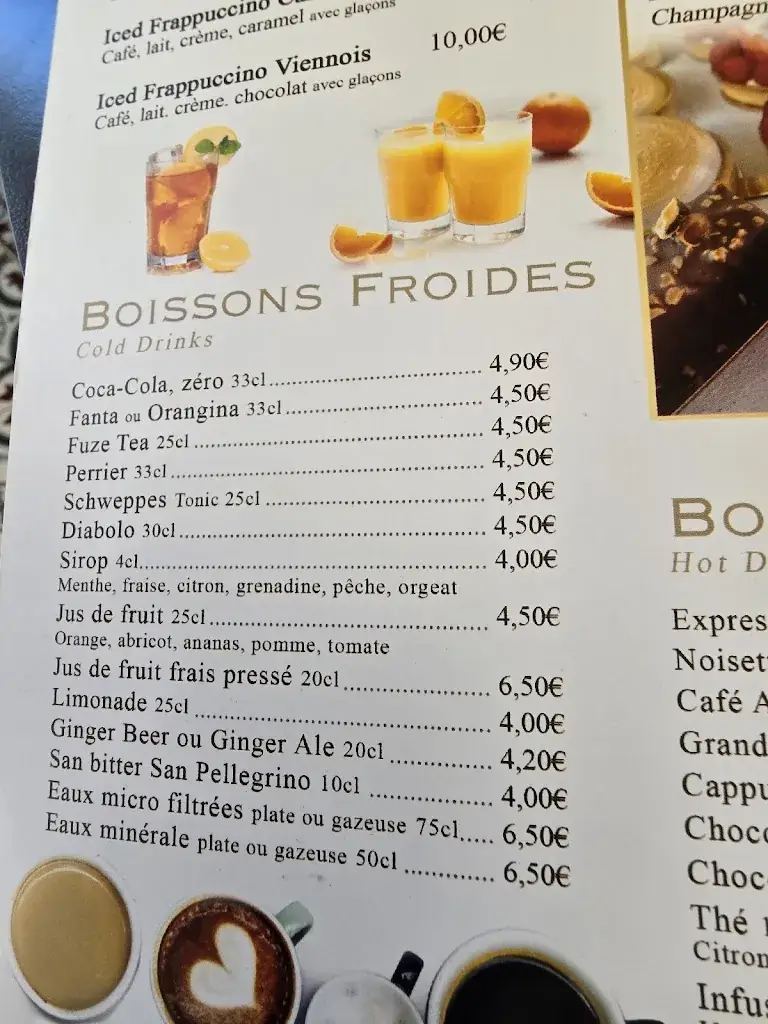 Iced Frappuccino
Café, lait, crème, caramel avec glaçons
Iced Frappuccino Viennois 10,00€
Café, lait. crème. chocolat avec glaçons
BOISSONS FROIDES
Cold Drinks
Coca-Cola, zéro 33cl 4,90€
Fanta ou Orangina 33cl 4,50€
Fuze Tea 25cl 4,50€
Perrier 33cl 4,50€
Schweppes Tonic 25cl 4,50€
Diabolo 30cl 4,50€
Sirop 4cl 4,00€
Menthe, fraise, citron, grenadine, pêche, orgeat
Jus de fruit 25cl 4,50€
Orange, abricot, ananas, pomme, tomate
Jus de fruit frais pressé 20cl 6,50€
Limonade 25cl 4,00€
Ginger Beer ou Ginger Ale 20cl 4,20€
San bitter San Pellegrino 10cl 4,00€
Eaux micro filtrées plate ou gazeuse 75cl 6,50€
Eaux minérale plate ou gazeuse 50cl 6,50€
Champagn
BO
Hot D
Expres
Noiset
Café A
Grand
Cappu
Choco
Choc
Thé
Citron
Infus